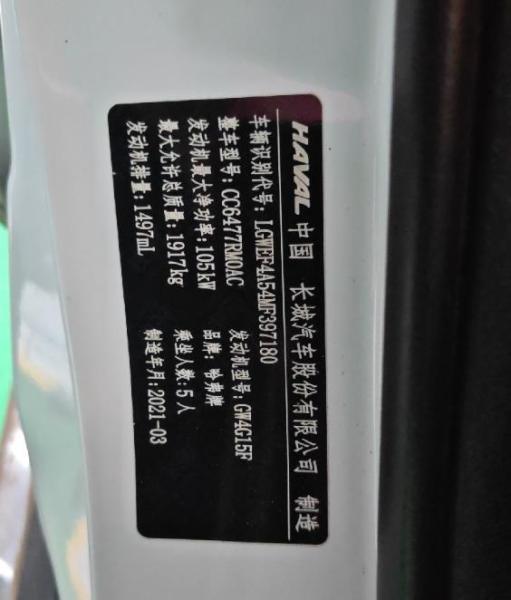 HAVAL 中国 长城汽车股份有限公司 制造
车辆识别代号: LGWEF4A54MF397180
整车型号: CC6477RM0AC 发动机型号: GW4G15F
发动机最大净功率: 105kW 品牌: 哈弗牌
最大允许总质量: 1917kg 乘坐人数: 5人
发动机排量: 1497mL 制造年月: 2021-03